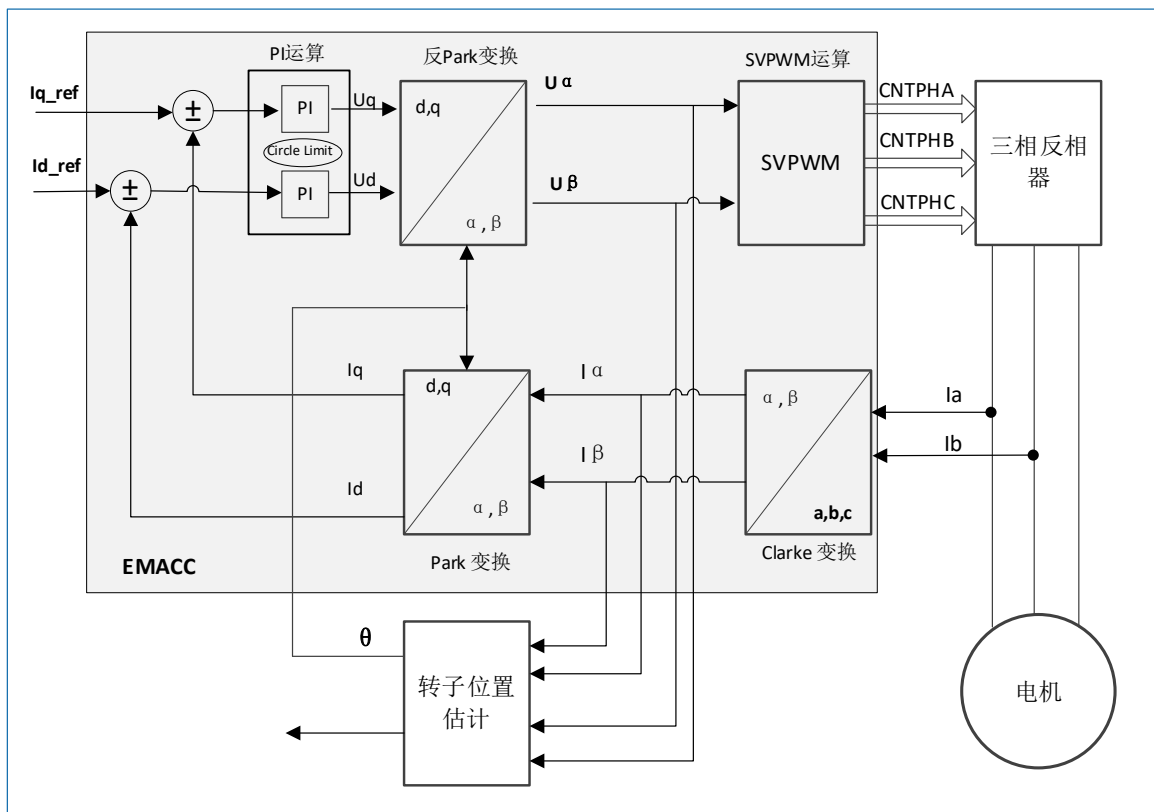 PI运算
反Park变换
SVPWM运算
Iq_ref
±
PI
Uq
d,q
U α
CNTPHA
Circle Limit
CNTPHB
SVPWM
三相反相
器
Id_ref
±
PI
Ud
α , β
U β
CNTPHC
Iq
d,q
I α
α , β
Ia
Ib
I β
Id
α , β
a,b,c
EMACC
Park 变换
Clarke 变换
θ
转子位置
估计
电机